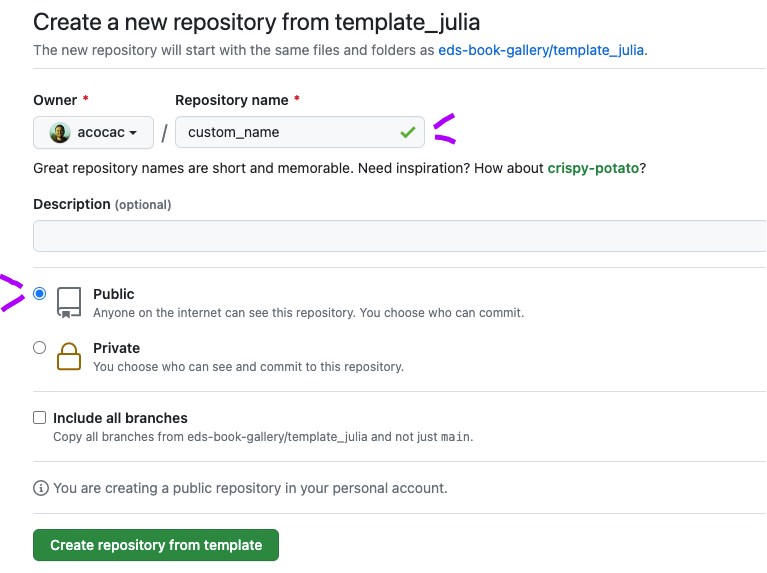 Create a new repository from template_julia
The new repository will start with the same files and folders as eds-book-gallery/template_julia.
Owner * Repository name *
acocac / custom_name
Great repository names are short and memorable. Need inspiration? How about crispy-potato?
Description (optional)
Public
Anyone on the internet can see this repository. You choose who can commit.
Private
You choose who can see and commit to this repository.
Include all branches
Copy all branches from eds-book-gallery/template_julia and not just main.
You are creating a public repository in your personal account.
Create repository from template